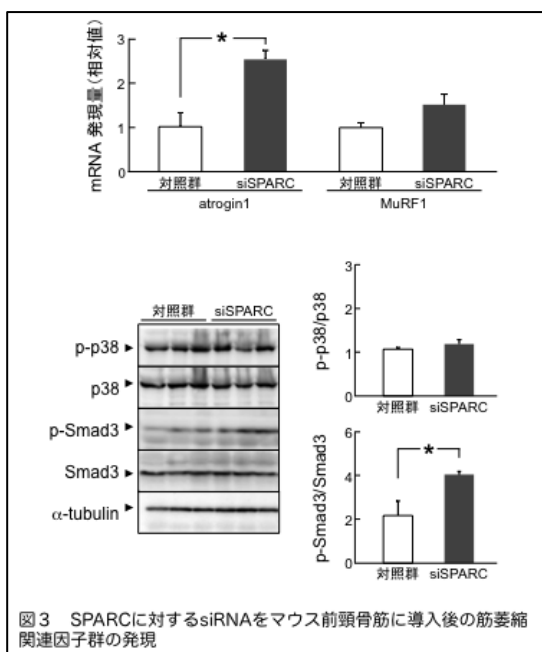 mRNA 発現量(相対値)
3
2
1
0
*
対照群 siSPARC 対照群 siSPARC
atrogin1 MuRF1
対照群 siSPARC
p-p38
p38
p-Smad3
Smad3
α-tubulin
p-p38/p38
3
2
1
0
対照群 siSPARC
p-Smad3/Smad3
6
4
2
0
*
対照群 siSPARC
図3 SPARCに対するsiRNAをマウス前頸骨筋に導入後の筋萎縮
関連因子群の発現